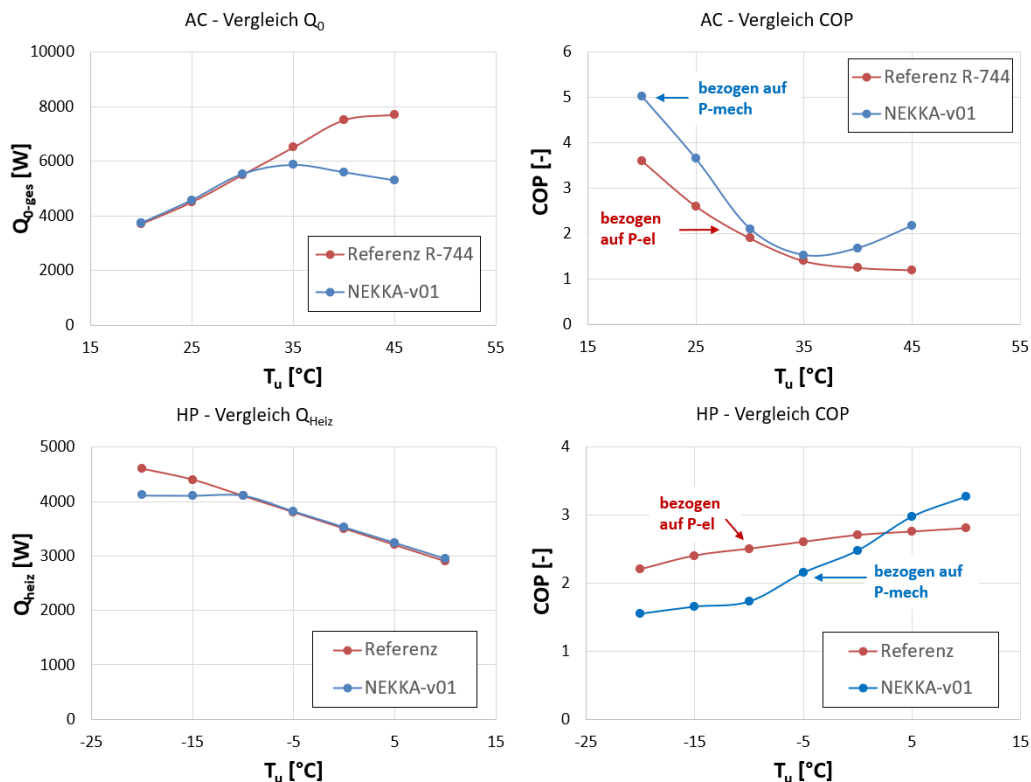 AC - Vergleich Q0
10000
8000
6000
4000
2000
0
Q0-ges [W]
15
25
35
45
55
Tu [°C]
Referenz R-744
NEKKA-v01
AC - Vergleich COP
6
5
4
3
2
1
0
COP [-]
15
25
35
45
55
Tu [°C]
Referenz R-744
NEKKA-v01
bezogen auf
P-mech
bezogen
auf P-el
HP - Vergleich QHeiz
5000
4000
3000
2000
1000
0
Qheiz [W]
-25
-15
-5
5
15
Tu [°C]
Referenz
NEKKA-v01
HP - Vergleich COP
4
3
2
1
0
COP [-]
-25
-15
-5
5
15
Tu [°C]
bezogen
auf P-el
bezogen auf
P-mech
Referenz
NEKKA-v01